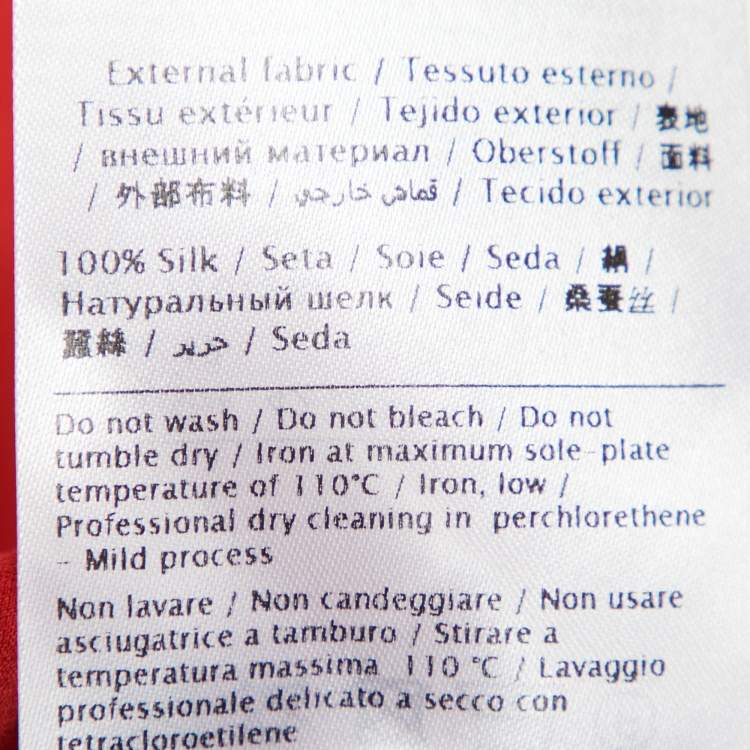 External fabric / Tessuto esterno /
Tissu extérieur / Tejido exterior / 表地
/ внешний материал / Oberstoff / 面料
/ 外部布料 / قماش خارجي / Tecido exterior
100% Silk / Seta / Soie / Seda / 絹 /
Натуральный шелк / Seide / 桑蚕丝 /
蠶絲 / حرير / Seda
Do not wash / Do not bleach / Do not
tumble dry / Iron at maximum sole-plate
temperature of 110°C / Iron, low /
Professional dry cleaning in perchlorethene
- Mild process
Non lavare / Non candeggiare / Non usare
asciugatrice a tamburo / Stirare a
temperatura massima 110 °C / Lavaggio
professionale delicato a secco con
tetracloroetilene